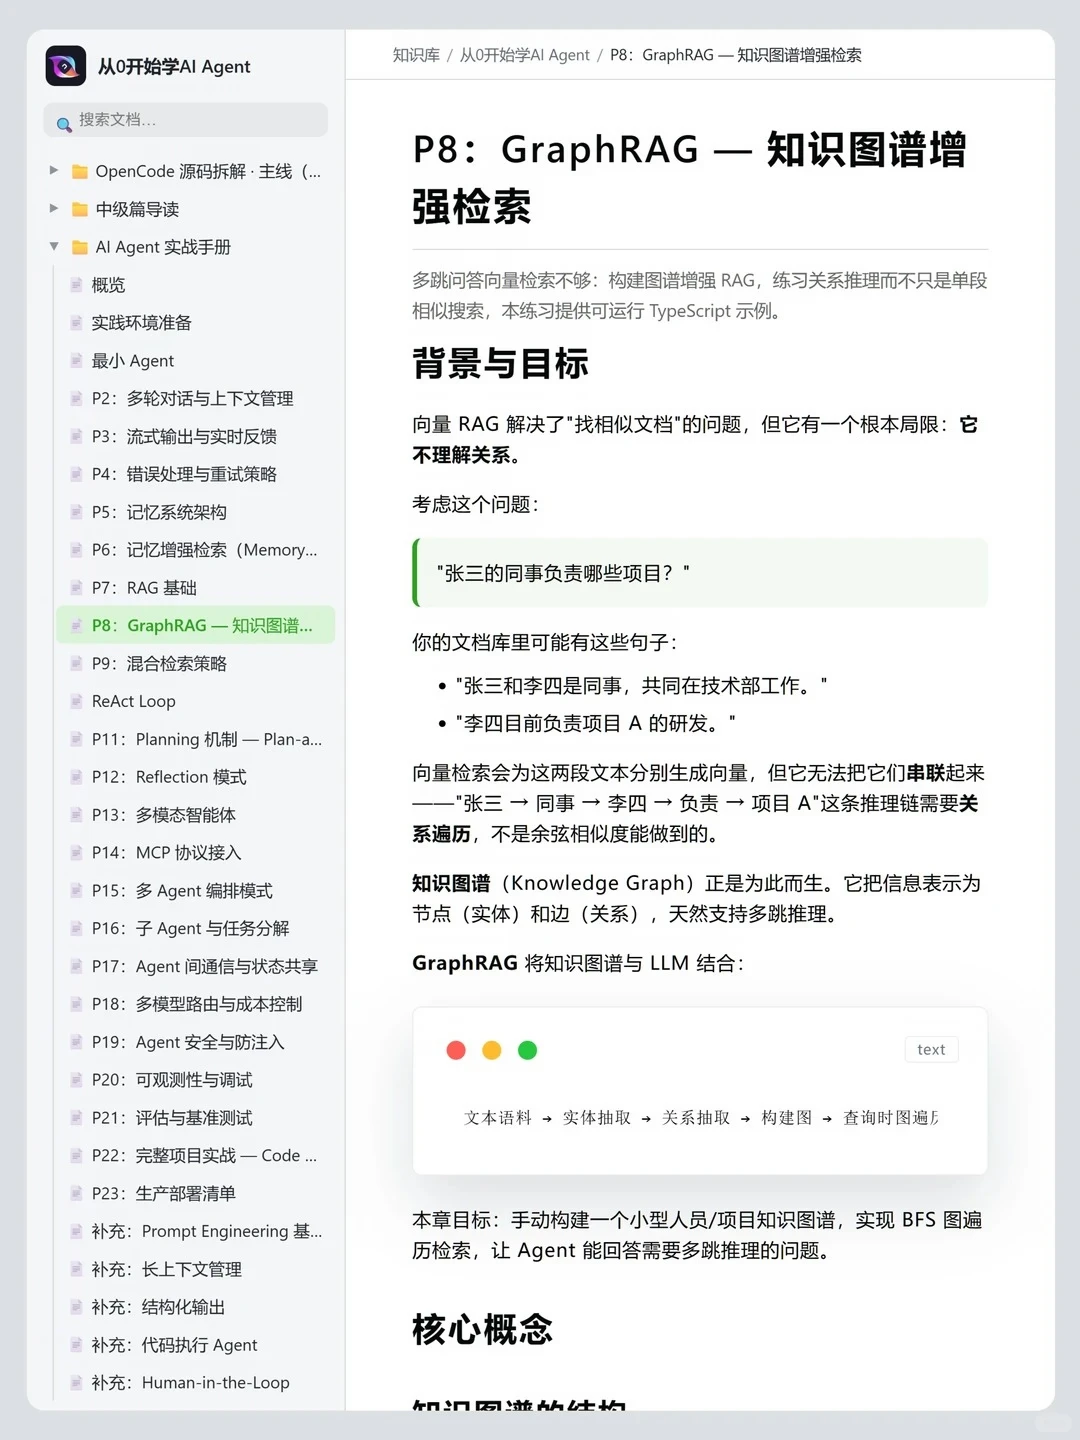 从0开始学AI Agent
搜索文档...
OpenCode 源码拆解 · 主线（...
中级篇导读
AI Agent 实战手册
概览
实践环境准备
最小 Agent
P2：多轮对话与上下文管理
P3：流式输出与实时反馈
P4：错误处理与重试策略
P5：记忆系统架构
P6：记忆增强检索（Memory...
P7：RAG 基础
P8：GraphRAG — 知识图谱...
P9：混合检索策略
ReAct Loop
P11：Planning 机制 — Plan-a...
P12：Reflection 模式
P13：多模态智能体
P14：MCP 协议接入
P15：多 Agent 编排模式
P16：子 Agent 与任务分解
P17：Agent 间通信与状态共享
P18：多模型路由与成本控制
P19：Agent 安全与防注入
P20：可观测性与调试
P21：评估与基准测试
P22：完整项目实战 — Code ...
P23：生产部署清单
补充：Prompt Engineering 基...
补充：长上下文管理
补充：结构化输出
补充：代码执行 Agent
补充：Human-in-the-Loop
知识库 / 从0开始学AI Agent / P8：GraphRAG — 知识图谱增强检索
P8：GraphRAG — 知识图谱增
强检索
多跳问答向量检索不够：构建图谱增强 RAG，练习关系推理而不只是单段
相似搜索，本练习提供可运行 TypeScript 示例。
背景与目标
向量 RAG 解决了"找相似文档"的问题，但它有一个根本局限：它
不理解关系。
考虑这个问题：
"张三的同事负责哪些项目？"
你的文档库里可能有这些句子：
• "张三和李四是同事，共同在技术部工作。"
• "李四目前负责项目 A 的研发。"
向量检索会为这两段文本分别生成向量，但它无法把它们串联起来
——"张三 → 同事 → 李四 → 负责 → 项目 A"这条推理链需要关
系遍历，不是余弦相似度能做到的。
知识图谱（Knowledge Graph）正是为此而生。它把信息表示为
节点（实体）和边（关系），天然支持多跳推理。
GraphRAG 将知识图谱与 LLM 结合：
text
文本语料 → 实体抽取 → 关系抽取 → 构建图 → 查询时图遍
本章目标：手动构建一个小型人员/项目知识图谱，实现 BFS 图遍
历检索，让 Agent 能回答需要多跳推理的问题。
核心概念
知识图谱的结构